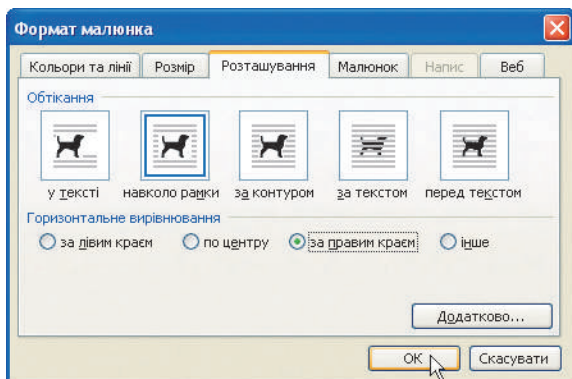 Формат малюнка
Кольори та лінії Розмір Розташування Малюнок Напис Веб
Обтікання
у тексті навколо рамки за контуром за текстом перед текстом
Горизонтальне вирівнювання
за лівим краєм по центру за правим краєм інше
Додатково...
ОК Скасувати